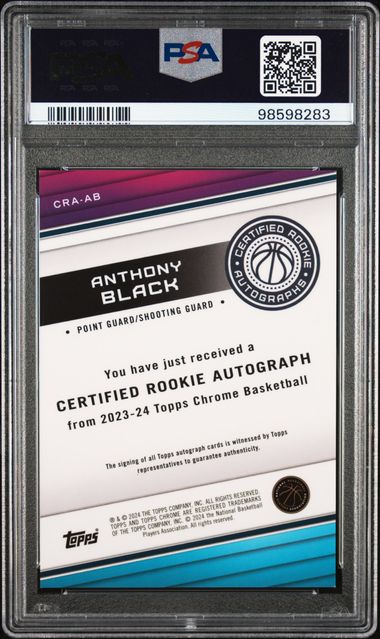 PSA
PSA
98598283
CRA-AB
ANTHONY
BLACK
• POINT GUARD/SHOOTING GUARD •
CERTIFIED ROOKIE • AUTOGRAPHS •
You have just received a
CERTIFIED ROOKIE AUTOGRAPH
from 2023-24 Topps Chrome Basketball
The signing of all Topps autograph cards is witnessed by Topps
representatives to guarantee authenticity.
Topps
® & © 2024 THE TOPPS COMPANY, INC. ALL RIGHTS RESERVED.
TOPPS AND TOPPS CHROME ARE REGISTERED TRADEMARKS
OF THE TOPPS COMPANY, INC. © 2024 the National Basketball
Players Association. All rights reserved.